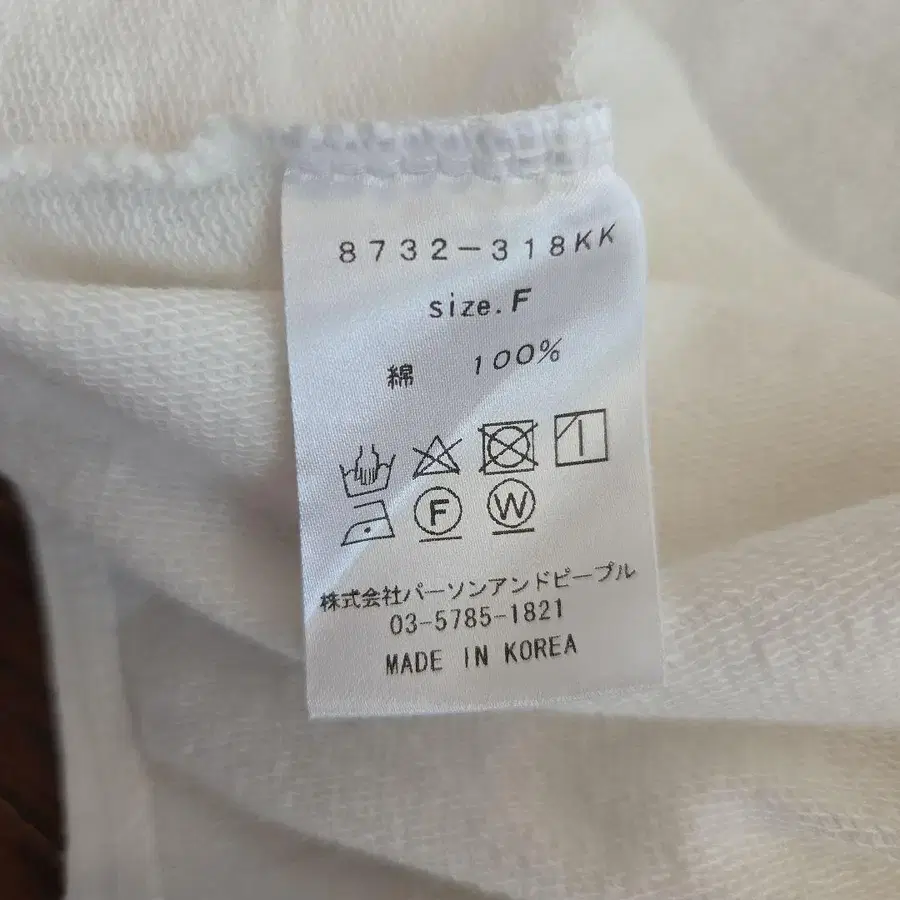 8732-318KK
size.F
綿 100%
F W
株式会社パーソンアンドピープル
03-5785-1821
MADE IN KOREA